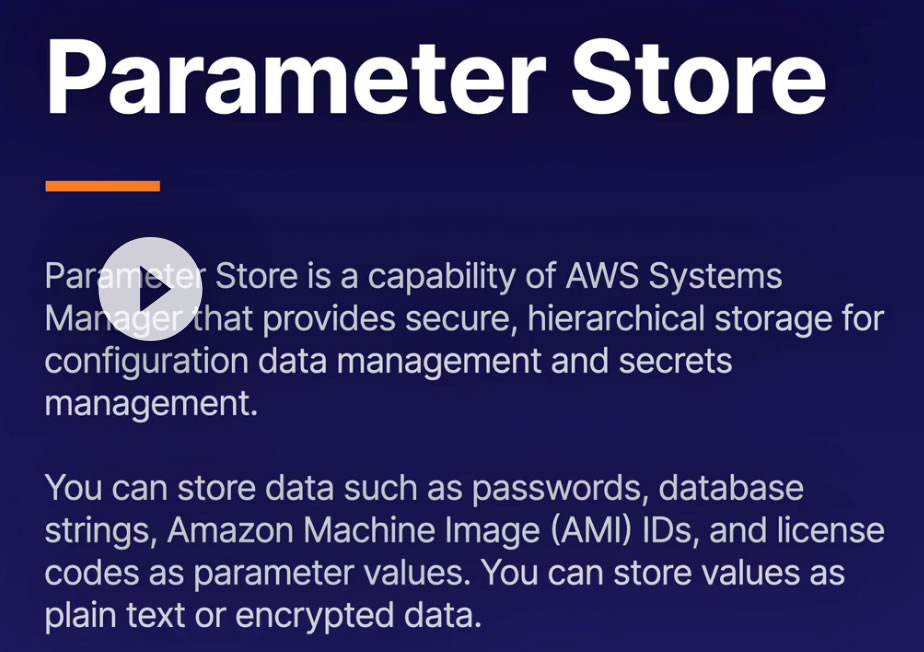 Parameter Store
Parameter Store is a capability of AWS Systems
Manager that provides secure, hierarchical storage for
configuration data management and secrets
management.
You can store data such as passwords, database
strings, Amazon Machine Image (AMI) IDs, and license
codes as parameter values. You can store values as
plain text or encrypted data.